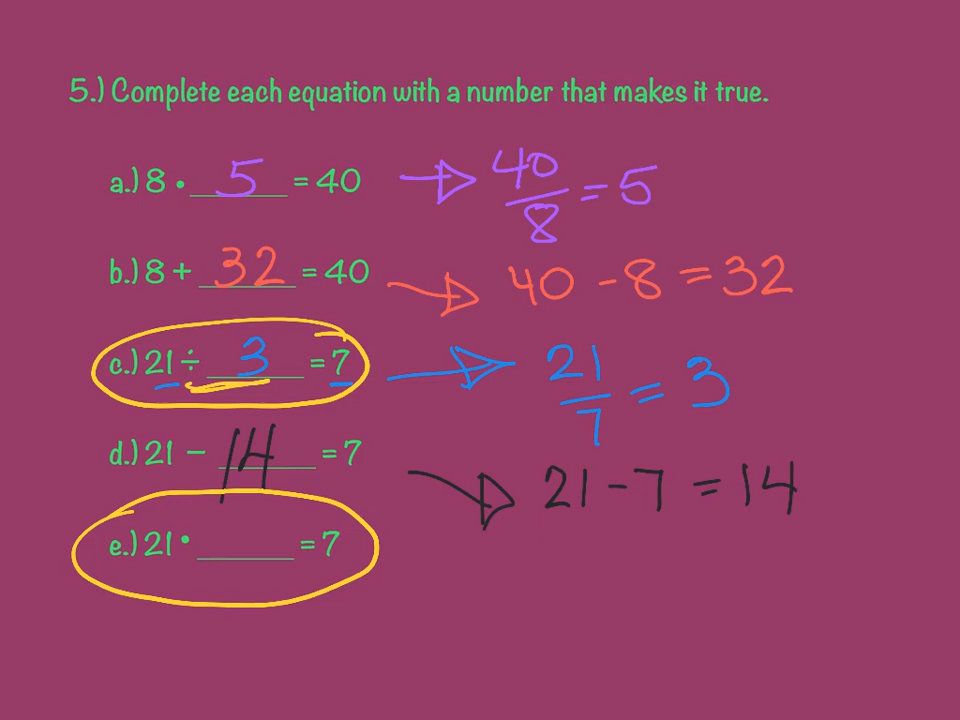 5.) Complete each equation with a number that makes it true.
a.) 8 • 5 = 40 → 40/8 = 5
b.) 8 + 32 = 40 → 40 - 8 = 32
c.) 21 ÷ 3 = 7 → 21/7 = 3
d.) 21 - 14 = 7 → 21 - 7 = 14
e.) 21 • ______ = 7